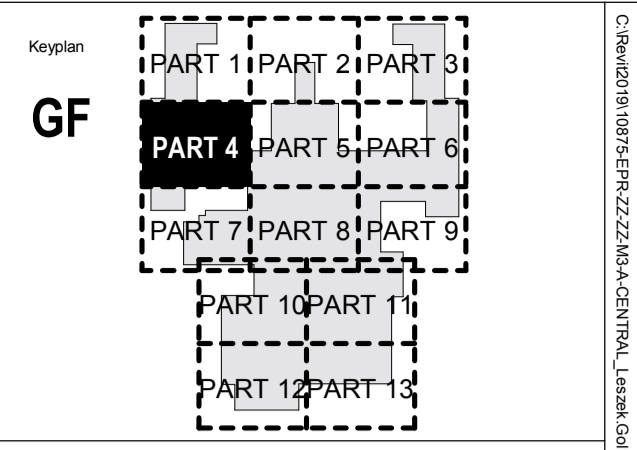 Keyplan
GF
PART 1 PART 2 PART 3
PART 4 PART 5 PART 6
PART 7 PART 8 PART 9
PART 10 PART 11
PART 12 PART 13
C:\Revit2019\10875-EPR-ZZ-ZZ-M3-A-CENTRAL_Leszek.Gol